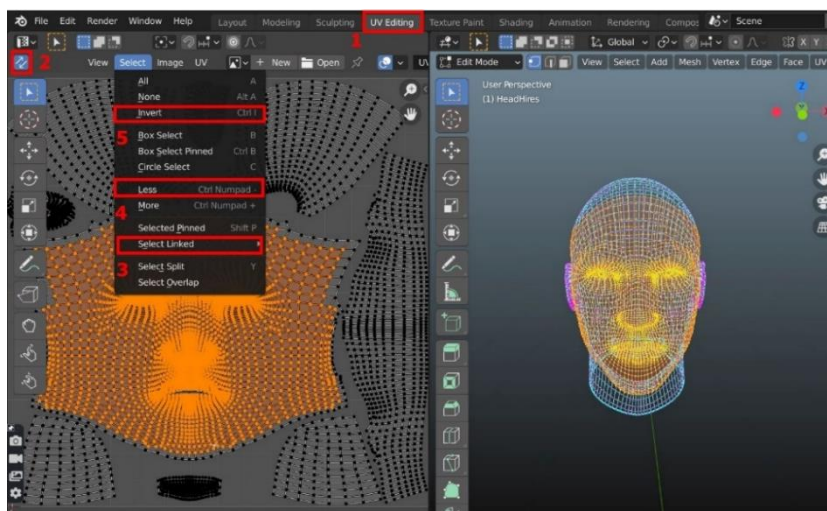 File Edit Render Window Help Layout Modeling Sculpting UV Editing Texture Paint Shading Animation Rendering Compos Scene
1
Global X Y
2
View Select Image UV New Open UV
Edit Mode View Select Add Mesh Vertex Edge Face UV
All A
None Alt A
Invert Ctrl I
5
Box Select B
Box Select Pinned Ctrl B
Circle Select C
Less Ctrl Numpad -
4
More Ctrl Numpad +
Selected Pinned Shift P
Select Linked
3
Select Split Y
Select Overlap
User Perspective
(1) HeadHires
Z